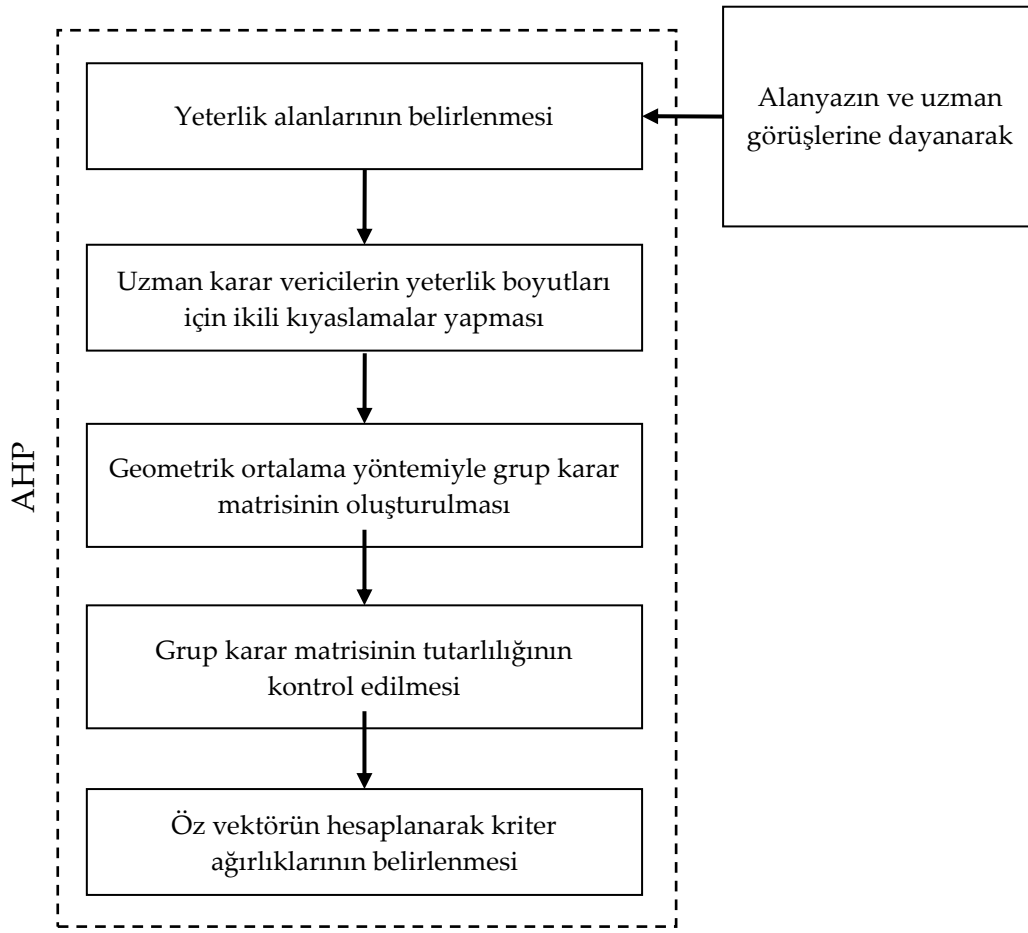 Yeterlik alanlarının belirlenmesi
Alanyazın ve uzman
görüşlerine dayanarak
Uzman karar vericilerin yeterlik boyutları
için ikili kıyaslamalar yapması
AHP
Geometrik ortalama yöntemiyle grup karar
matrisinin oluşturulması
Grup karar matrisinin tutarlılığının
kontrol edilmesi
Öz vektörün hesaplanarak kriter
ağırlıklarının belirlenmesi